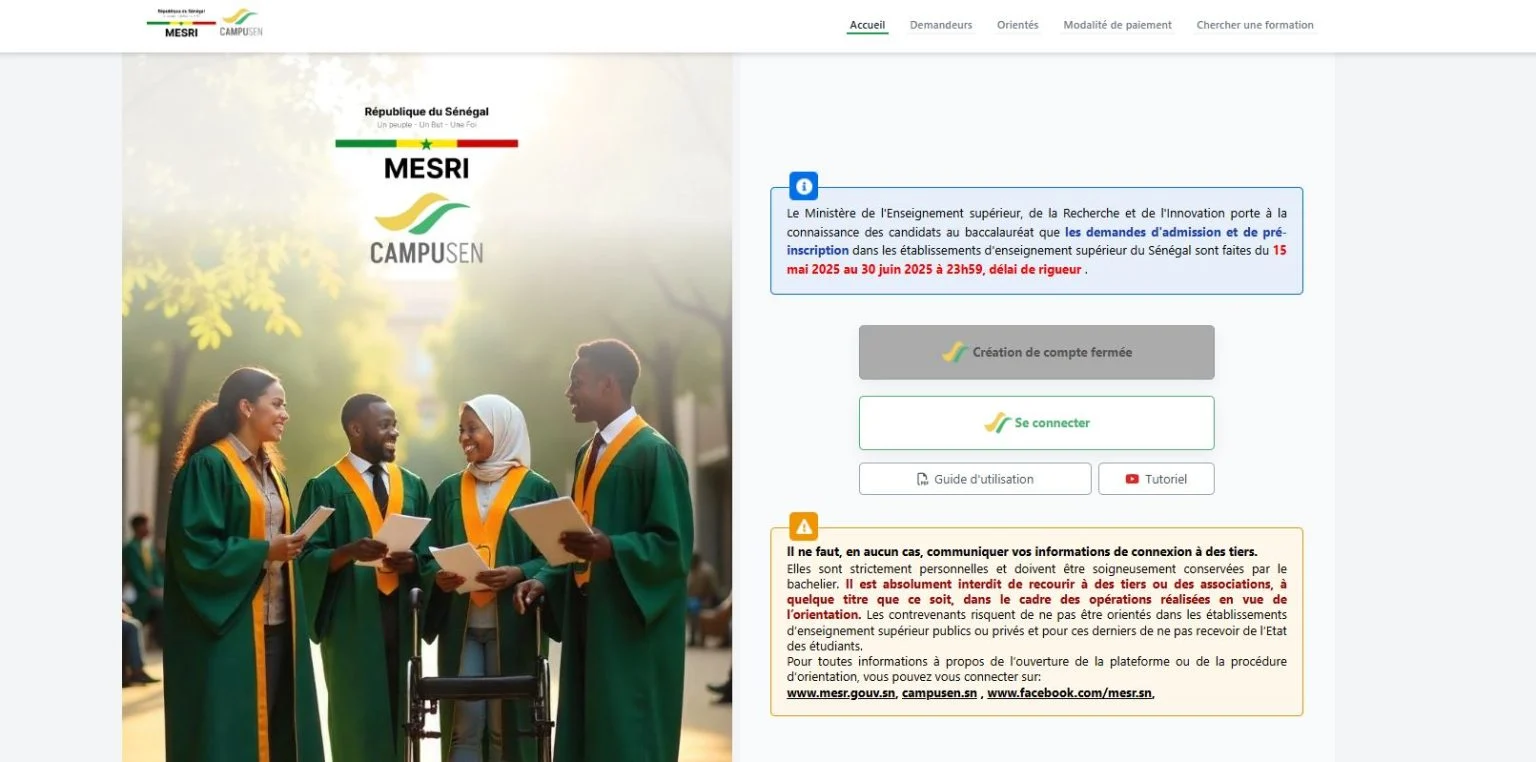 République du Sénégal
MESRI
CAMPUSEN
Accueil
Demandeurs
Orientés
Modalité de paiement
Chercher une formation
République du Sénégal
Un peuple - Un But - Une Foi
MESRI
CAMPUSEN
Le Ministère de l'Enseignement supérieur, de la Recherche et de l'Innovation porte à la
connaissance des candidats au baccalauréat que les demandes d'admission et de pré-
inscription dans les établissements d'enseignement supérieur du Sénégal sont faites du 15
mai 2025 au 30 juin 2025 à 23h59, délai de rigueur .
Création de compte fermée
Se connecter
Guide d'utilisation
Tutoriel
Il ne faut, en aucun cas, communiquer vos informations de connexion à des tiers.
Elles sont strictement personnelles et doivent être soigneusement conservées par le
bachelier. Il est absolument interdit de recourir à des tiers ou des associations, à
quelque titre que ce soit, dans le cadre des opérations réalisées en vue de
l'orientation. Les contrevenants risquent de ne pas être orientés dans les établissements
d'enseignement supérieur publics ou privés et pour ces derniers de ne pas recevoir de l'Etat
des étudiants.
Pour toutes informations à propos de l'ouverture de la plateforme ou de la procédure
d'orientation, vous pouvez vous connecter sur:
www.mesr.gouv.sn, campusen.sn , www.facebook.com/mesr.sn,